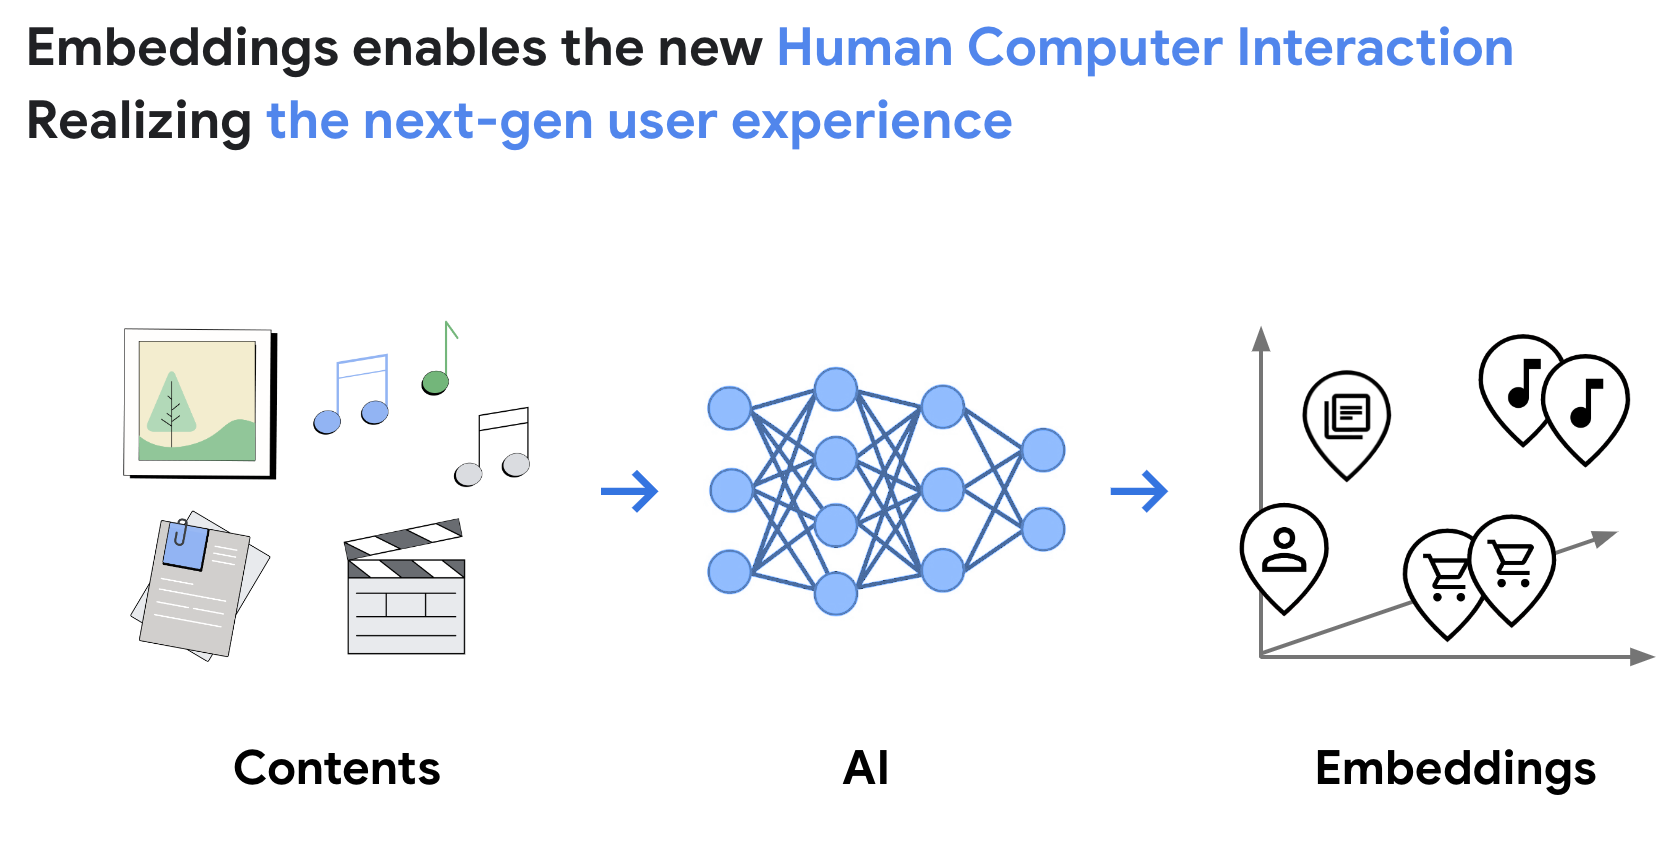 Embeddings enables the new Human Computer Interaction
Realizing the next-gen user experience
Contents
AI
Embeddings